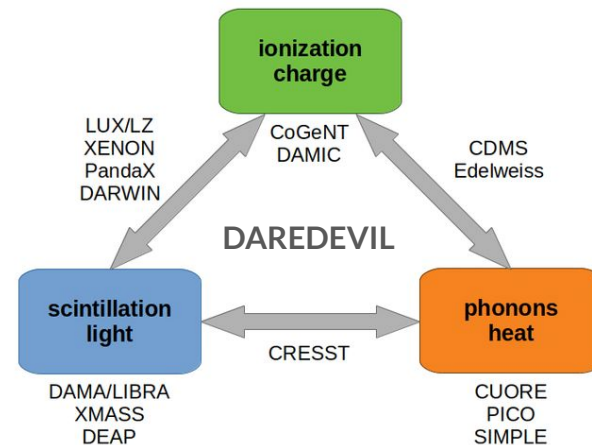 ionization
charge
LUX/LZ
XENON
PandaX
DARWIN
CoGeNT
DAMIC
CDMS
Edelweiss
DAREDEVIL
scintillation
light
phonons
heat
CRESST
DAMA/LIBRA
XMASS
DEAP
CUORE
PICO
SIMPLE